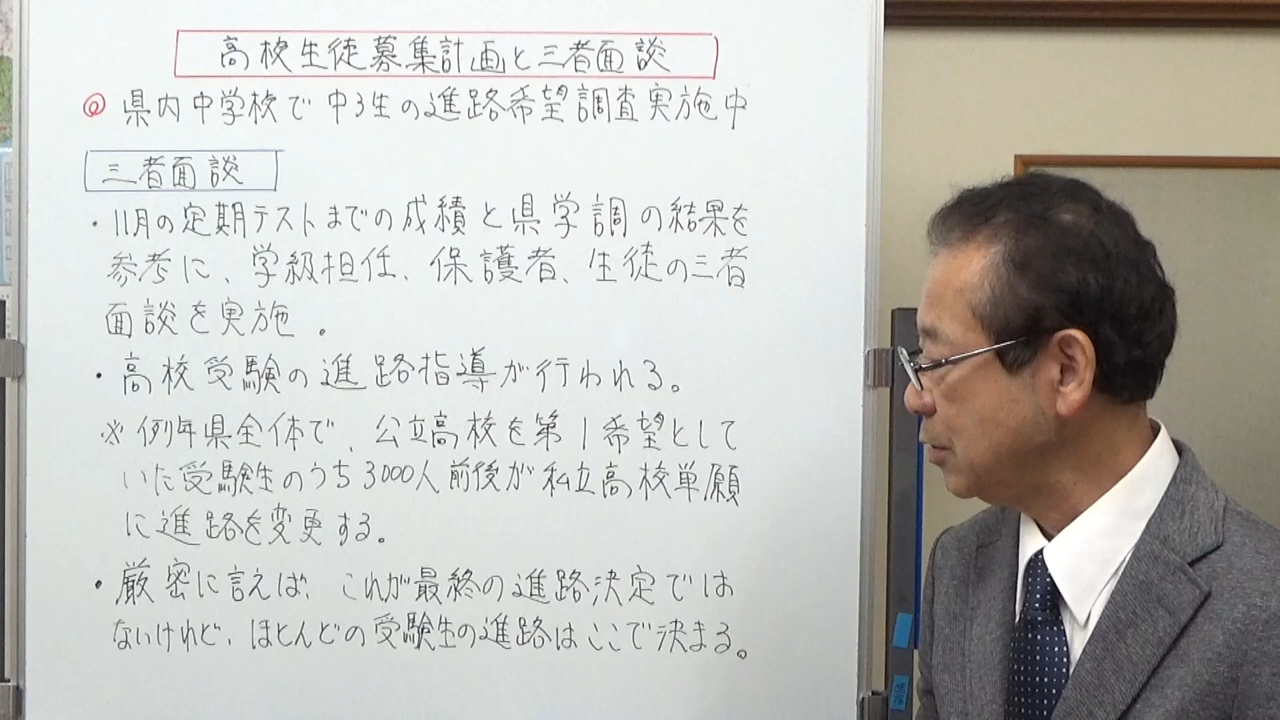 高校生徒募集計画と三者面談
◎ 県内中学校で中3生の進路希望調査実施中
三者面談
・11月の定期テストまでの成績と県学調の結果を
参考に、学級担任、保護者、生徒の三者
面談を実施。
・高校受験の進路指導が行われる。
※例年県全体で、公立高校を第1希望として
いた受験生のうち3000人前後が私立高校単願
に進路を変更する。
・厳密に言えば、これが最終の進路決定では
ないけれど、ほとんどの受験生の進路はここで決まる。